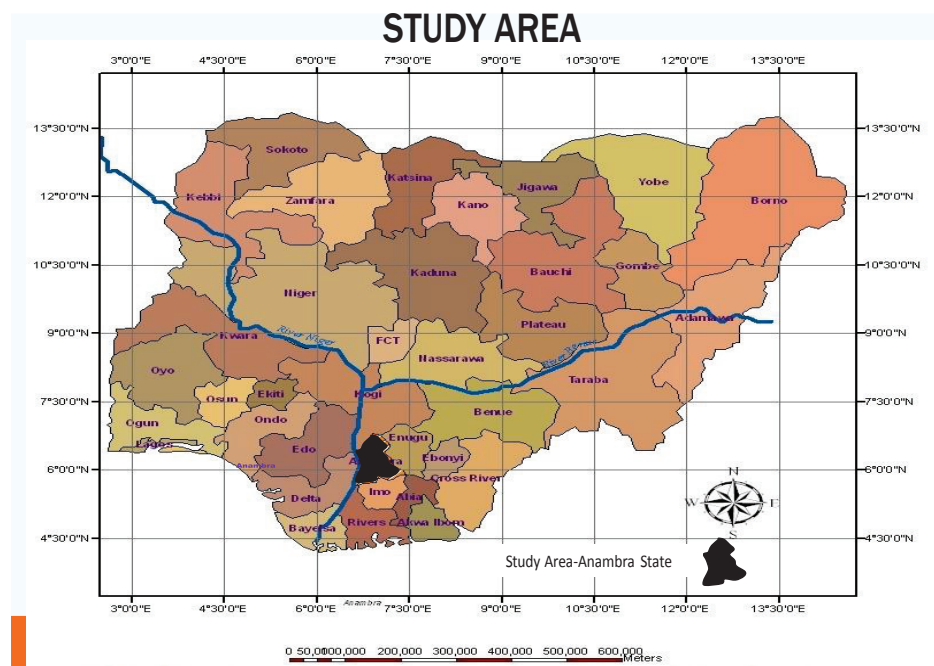 STUDY AREA
3°0'0"E 4°30'0"E 6°0'0"E 7°30'0"E 9°0'0"E 10°30'0"E 12°0'0"E 13°30'0"E
13°30'0"N 13°30'0"N
Sokoto
Katsina
Jigawa
Yobe
12°0'0"N 12°0'0"N
Kebbi
Zamfara
Kano
Borno
10°30'0"N 10°30'0"N
Kaduna
Bauchi
Gombe
Niger
9°0'0"N 9°0'0"N
Kwara
River Niger
FCT
Plateau
Adamawa
Nassarawa
River
Oyo
Taraba
7°30'0"N 7°30'0"N
Osun
Ekiti
Kogi
Benue
Ogun
Ondo
Lagos
Edo
Enugu
Ebonyi
6°0'0"N 6°0'0"N
Anambra
Cross River
Delta
Imo
Abia
Bayelsa
Rivers
Akwa Ibom
4°30'0"N 4°30'0"N
N
W E
S
Study Area-Anambra State
3°0'0"E 4°30'0"E 6°0'0"E 7°30'0"E 9°0'0"E 10°30'0"E 12°0'0"E 13°30'0"E
Anambra
0 50,00100,000 200,000 300,000 400,000 500,000 600,000
Meters